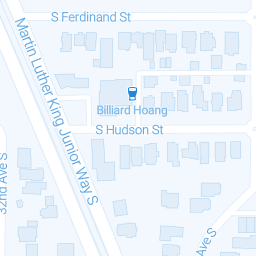 S Ferdinand St
Martin Luther King Junior Way S
Billiard Hoang
S Hudson St
32nd Ave S
Ave S